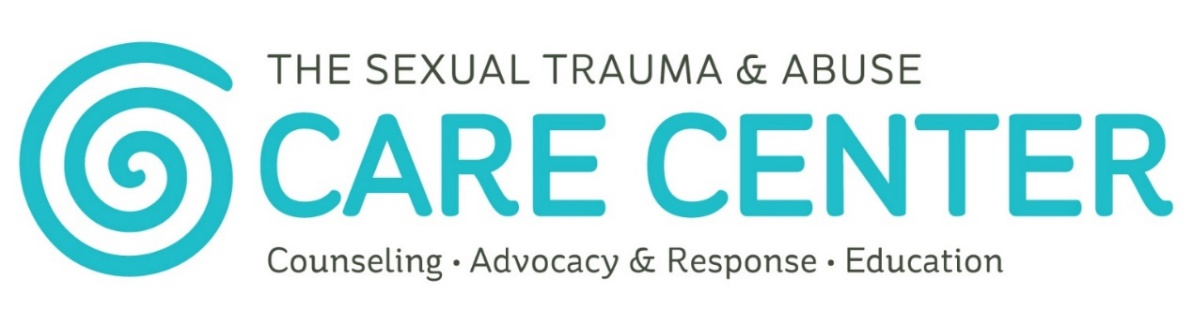 THE SEXUAL TRAUMA & ABUSE
CARE CENTER
Counseling · Advocacy & Response · Education